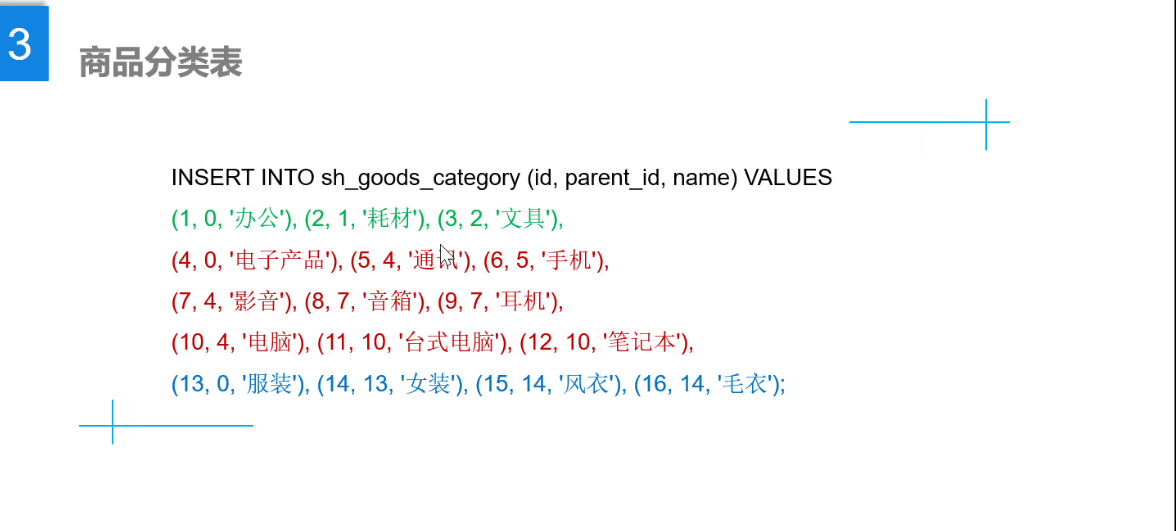 3
商品分类表
INSERT INTO sh_goods_category (id, parent_id, name) VALUES
(1, 0, '办公'), (2, 1, '耗材'), (3, 2, '文具'),
(4, 0, '电子产品'), (5, 4, '通讯'), (6, 5, '手机'),
(7, 4, '影音'), (8, 7, '音箱'), (9, 7, '耳机'),
(10, 4, '电脑'), (11, 10, '台式电脑'), (12, 10, '笔记本'),
(13, 0, '服装'), (14, 13, '女装'), (15, 14, '风衣'), (16, 14, '毛衣');